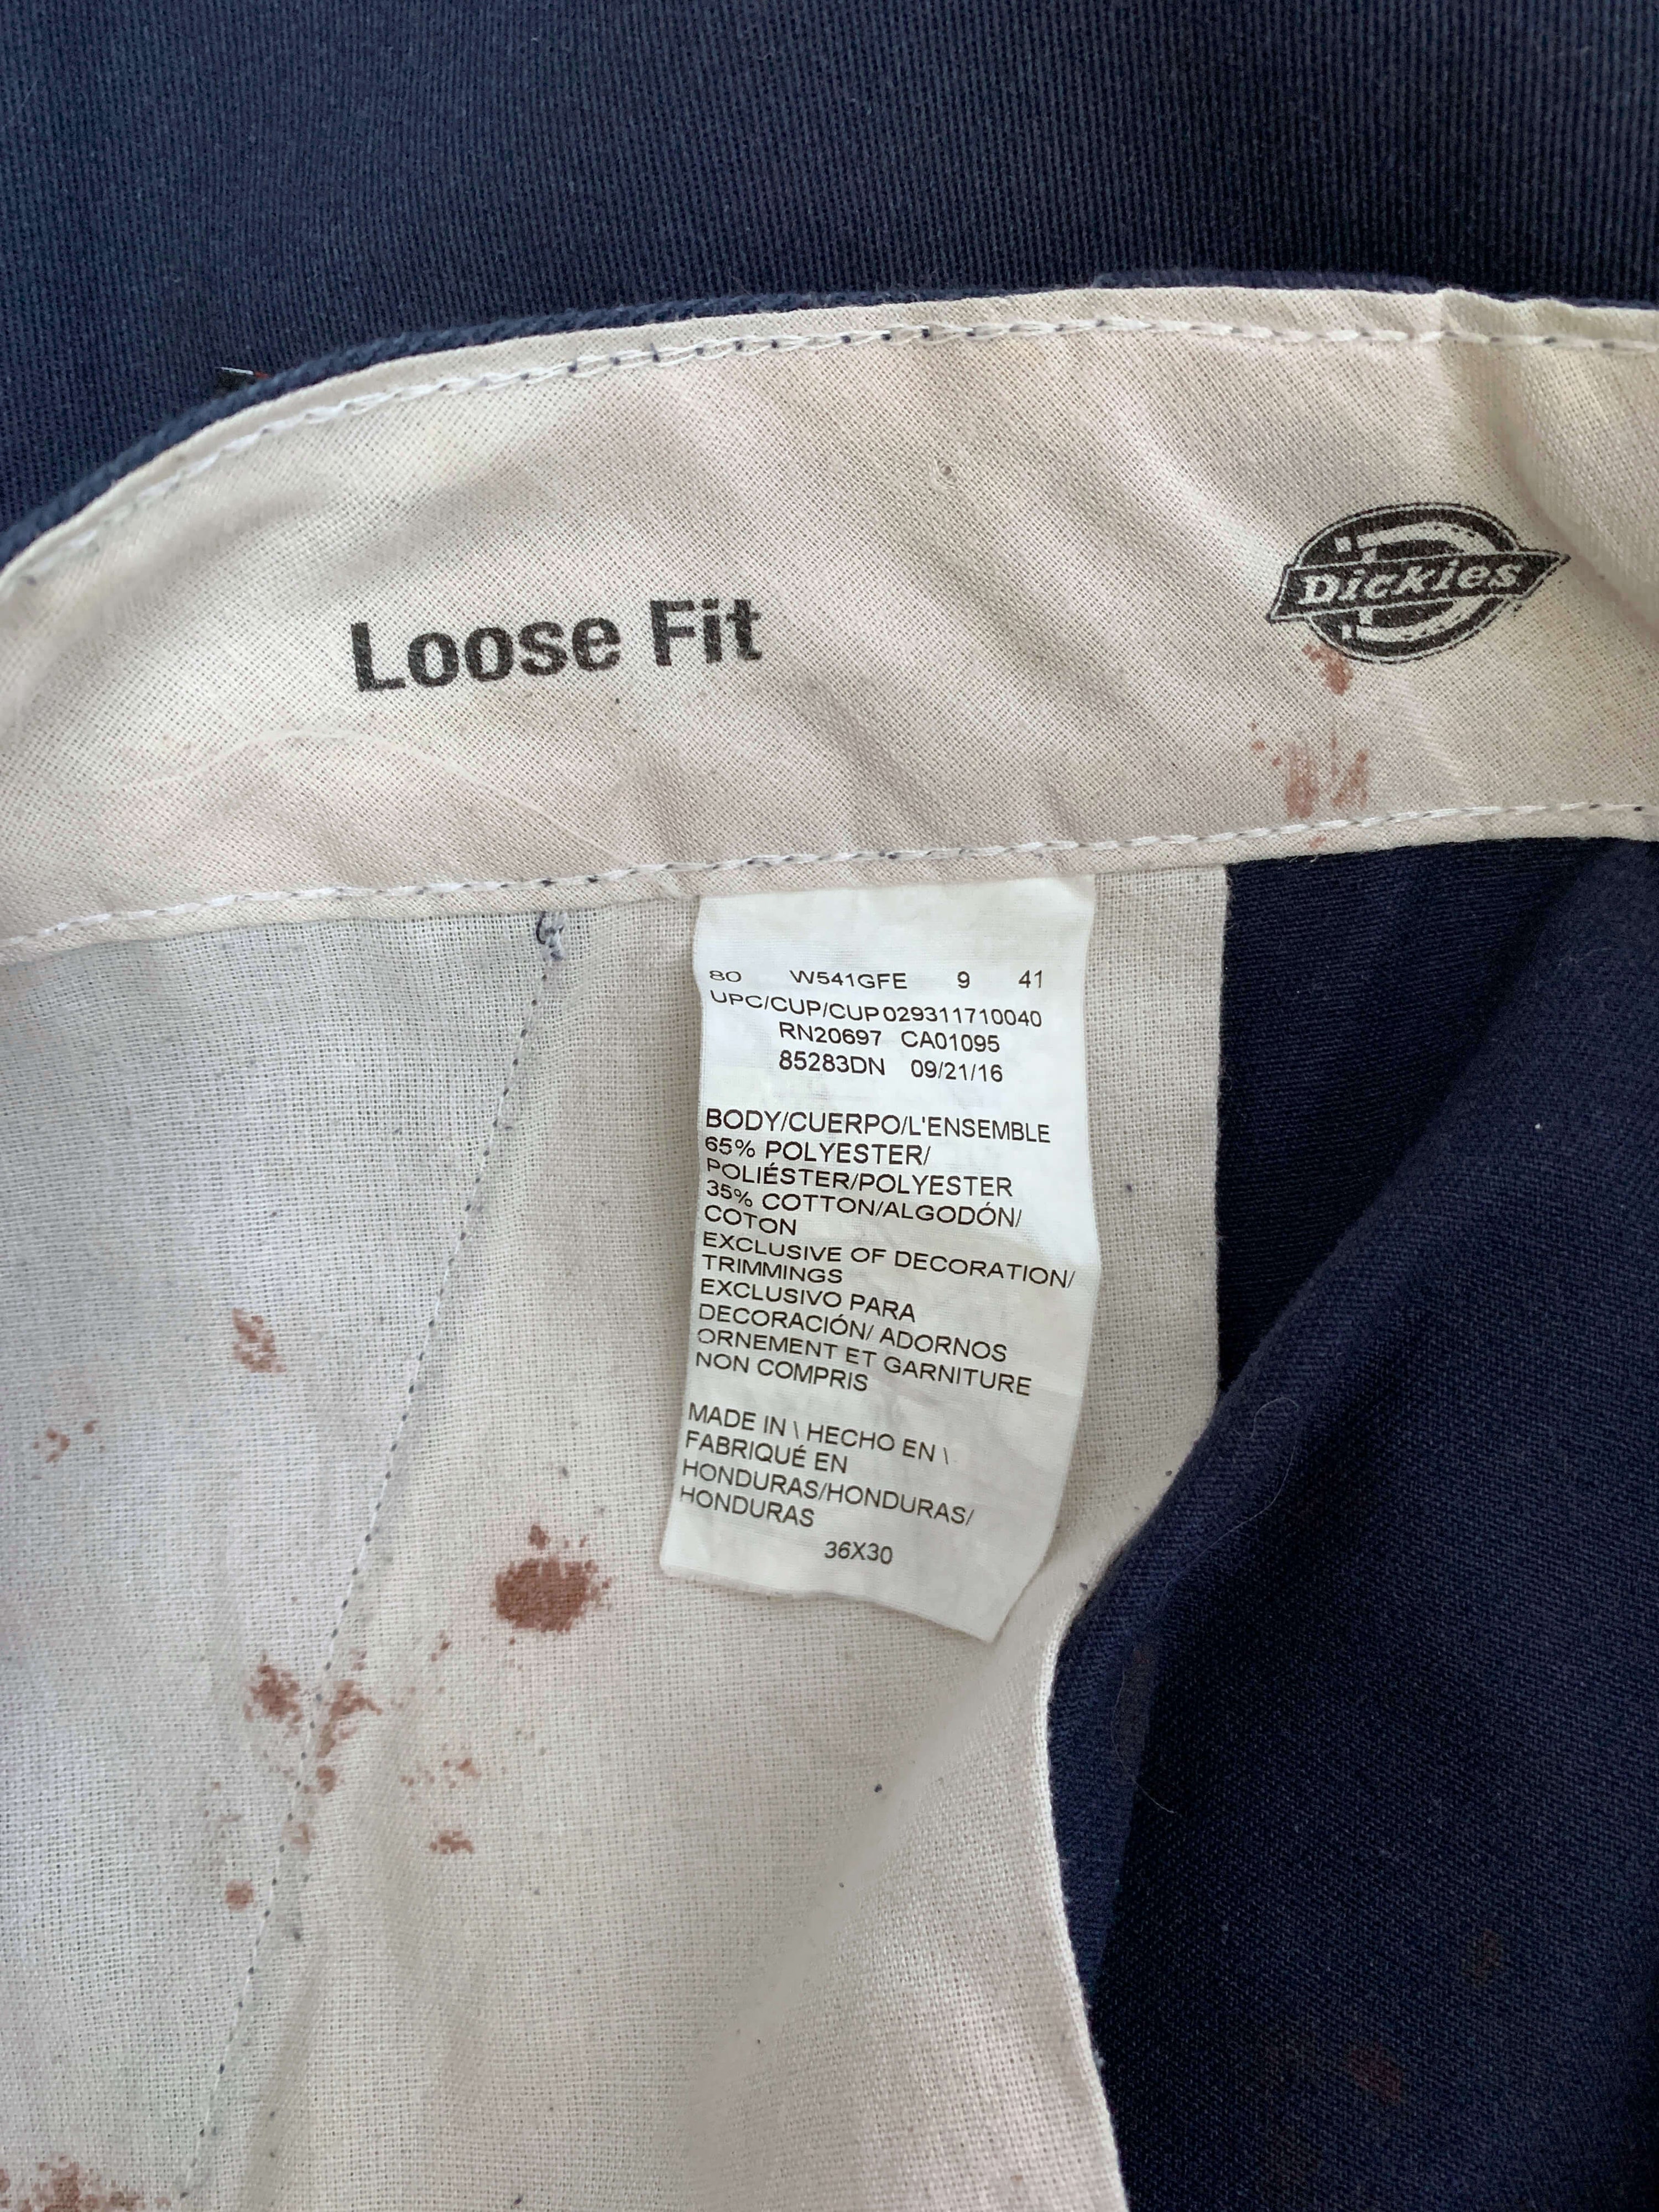 Loose Fit
Dickies
80 W541GFE 9 41
UPC/CUP/CUP029311710040
RN20697 CA01095
85283DN 09/21/16
BODY/CUERPO/L'ENSEMBLE
65% POLYESTER/
POLIÉSTER/POLYESTER
35% COTTON/ALGODÓN/
COTON
EXCLUSIVE OF DECORATION/
TRIMMINGS
EXCLUSIVO PARA
DECORACIÓN/ ADORNOS
ORNEMENT ET GARNITURE
NON COMPRIS
MADE IN \ HECHO EN \
FABRIQUÉ EN
HONDURAS/HONDURAS/
HONDURAS
36X30